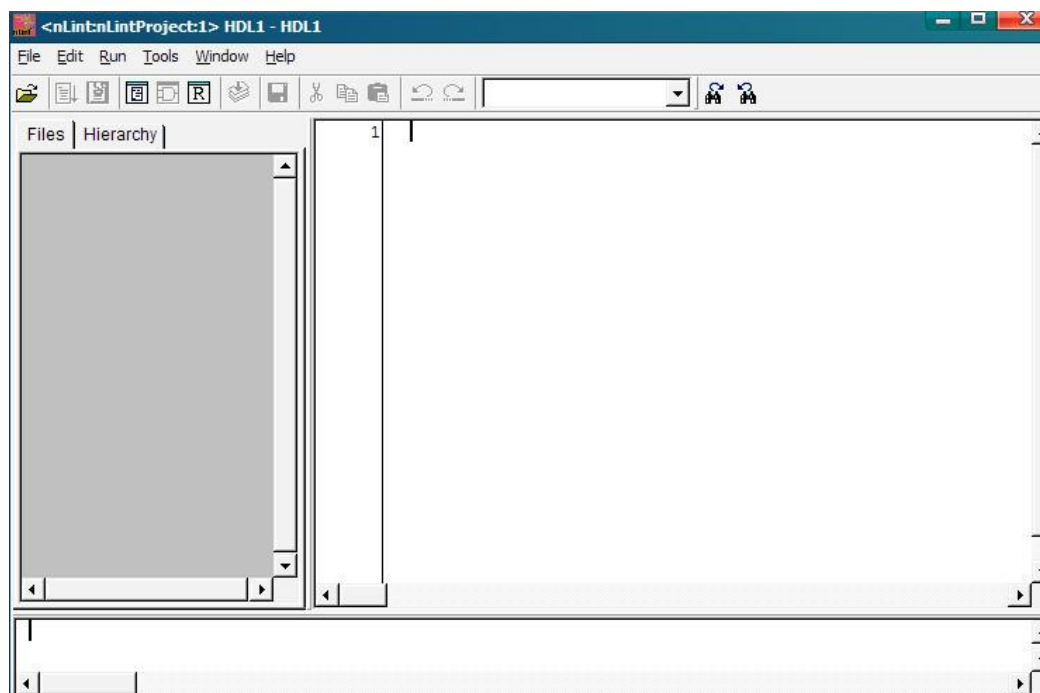 <nLint:nLintProject:1> HDL1 - HDL1
File Edit Run Tools Window Help
R
Files Hierarchy
1